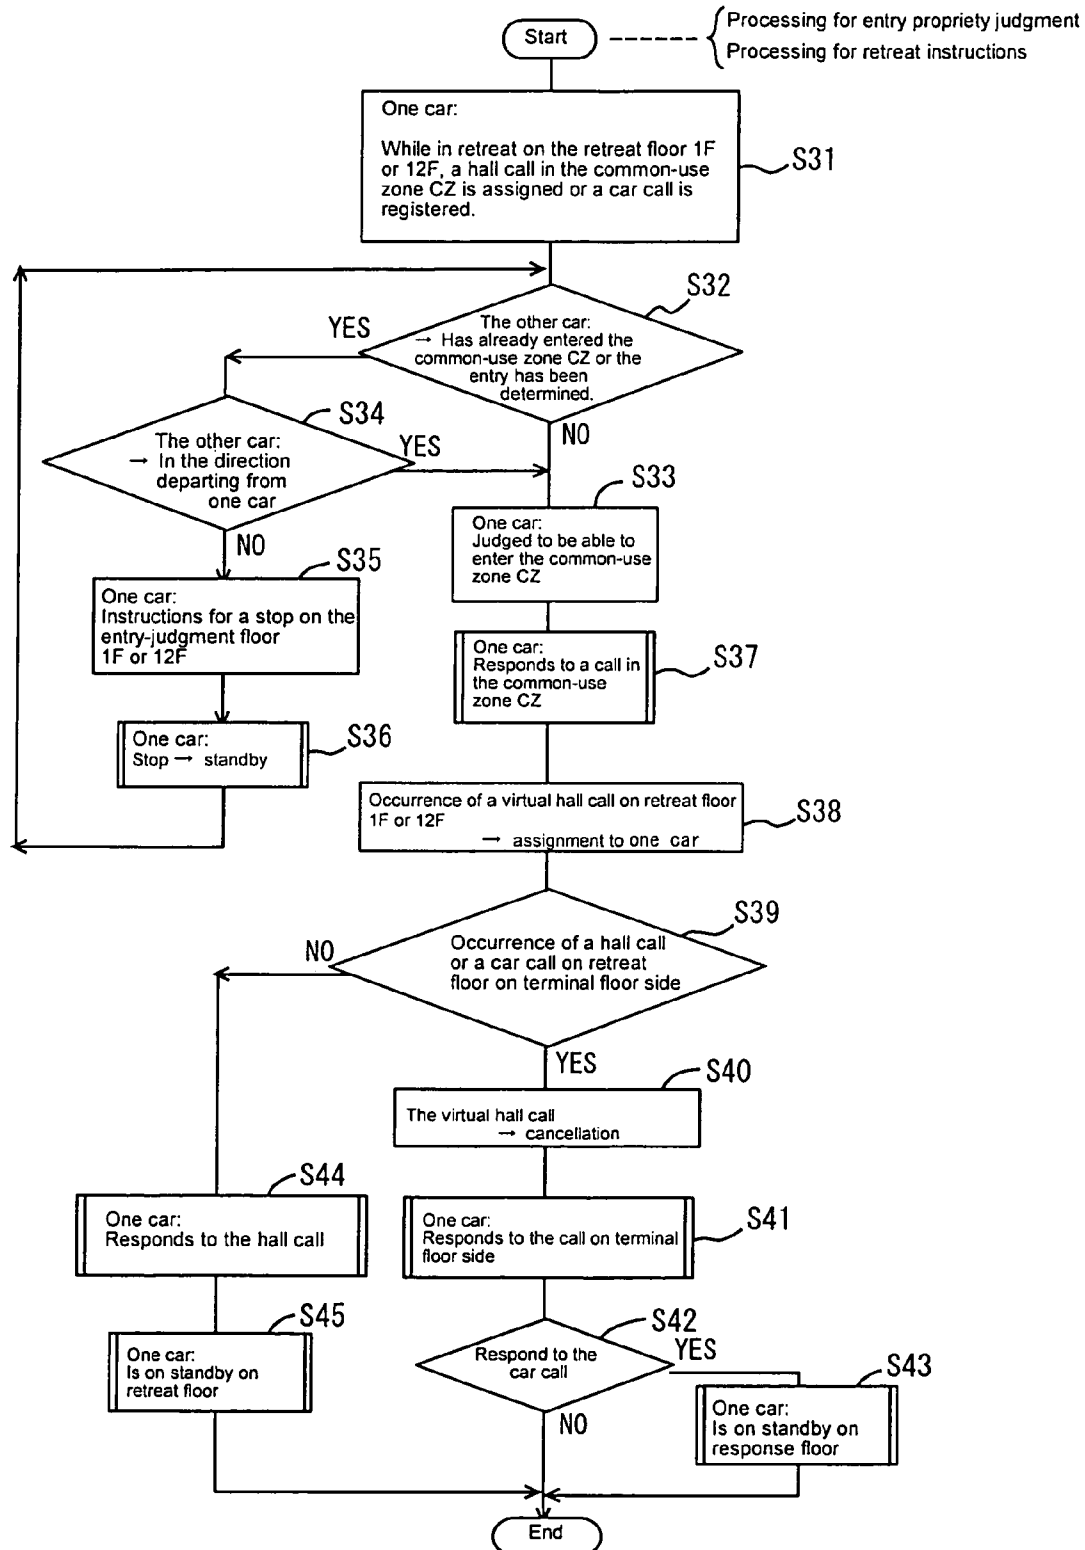 Start
Processing for entry propriety judgment
Processing for retreat instructions
One car:
While in retreat on the retreat floor 1F
or 12F, a hall call in the common-use
zone CZ is assigned or a car call is
registered.
S31
S32
The other car:
→ Has already entered the
common-use zone CZ or the
entry has been
determined.
YES
NO
S34
The other car:
→ In the direction
departing from
one car
YES
NO
S33
One car:
Judged to be able to
enter the common-use
zone CZ
S35
One car:
Instructions for a stop on the
entry-judgment floor
1F or 12F
S37
One car:
Responds to a call in
the common-use
zone CZ
S36
One car:
Stop → standby
S38
Occurrence of a virtual hall call on retreat floor
1F or 12F
→ assignment to one car
S39
Occurrence of a hall call
or a car call on retreat
floor on terminal floor side
NO
YES
S40
The virtual hall call
→ cancellation
S44
One car:
Responds to the hall call
S41
One car:
Responds to the call on terminal
floor side
S45
One car:
Is on standby on
retreat floor
S42
Respond to the
car call
YES
NO
S43
One car:
Is on standby on
response floor
End